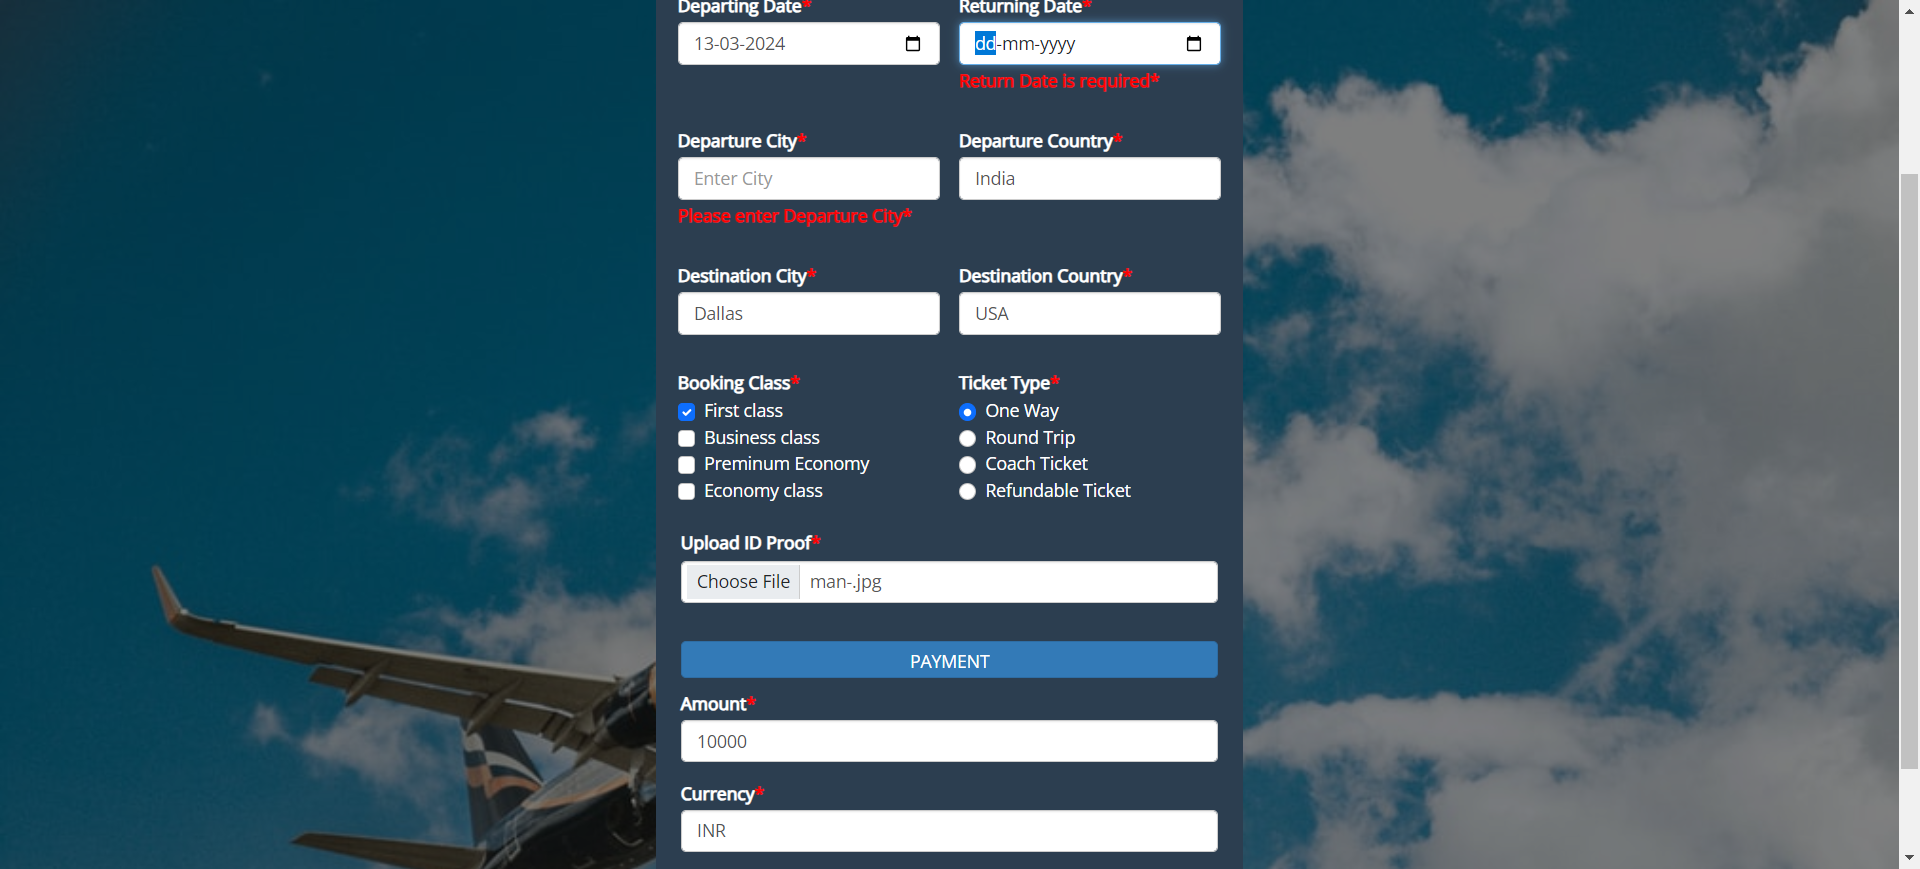 Departing Date* Returning Date*
13-03-2024 dd-mm-yyyy
Return Date is required*
Departure City* Departure Country*
Enter City India
Please enter Departure City*
Destination City* Destination Country*
Dallas USA
Booking Class* Ticket Type*
First class One Way
Business class Round Trip
Preminum Economy Coach Ticket
Economy class Refundable Ticket
Upload ID Proof*
Choose File man-.jpg
PAYMENT
Amount*
10000
Currency*
INR